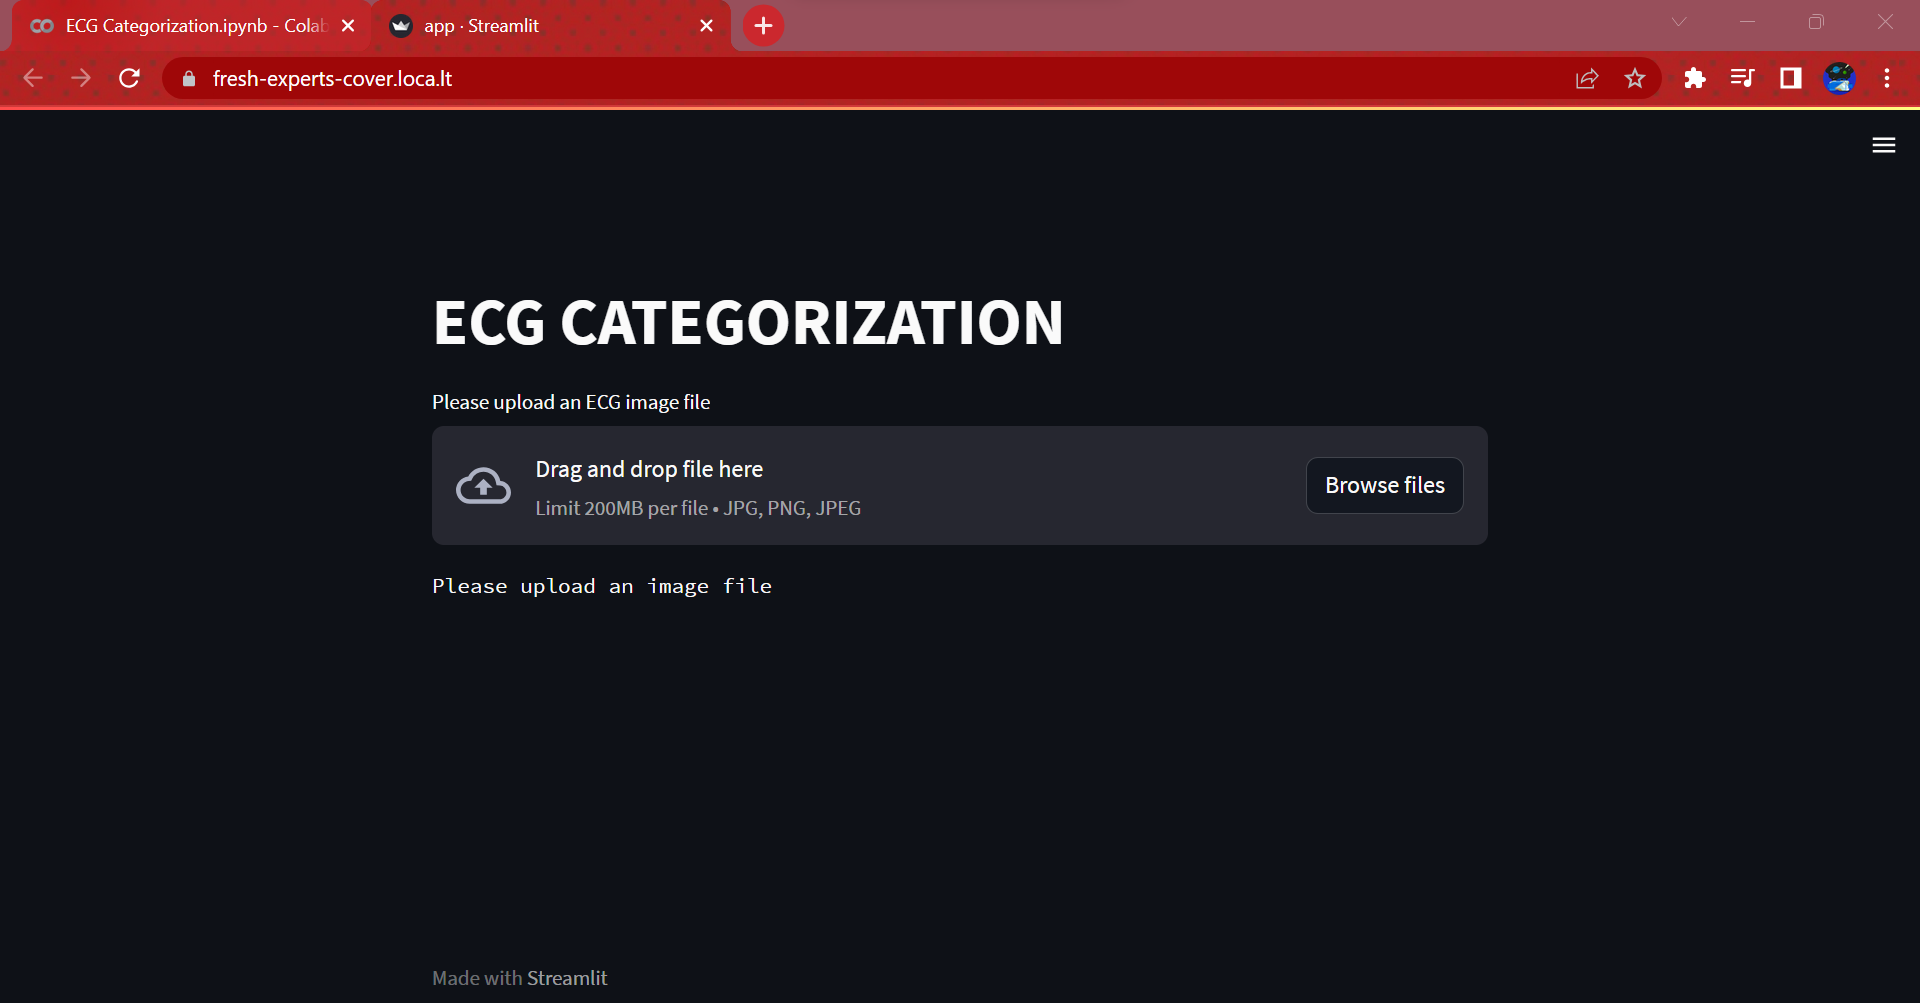 ECG Categorization.ipynb - Colab
app · Streamlit
fresh-experts-cover.loca.lt
ECG CATEGORIZATION
Please upload an ECG image file
Drag and drop file here
Limit 200MB per file • JPG, PNG, JPEG
Browse files
Please upload an image file
Made with Streamlit